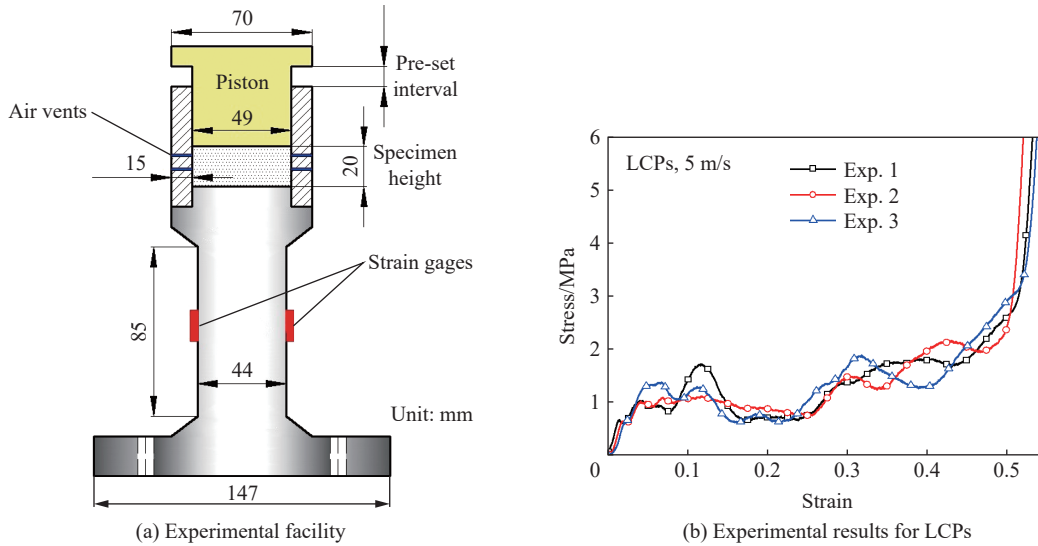 70
Piston
Pre-set
interval
Air vents
49
15
20
Specimen
height
Strain gages
85
44
Unit: mm
147
(a) Experimental facility
LCPs, 5 m/s
Exp. 1
Exp. 2
Exp. 3
Stress/MPa
6
5
4
3
2
1
0
0.1
0.2
0.3
0.4
0.5
Strain
(b) Experimental results for LCPs